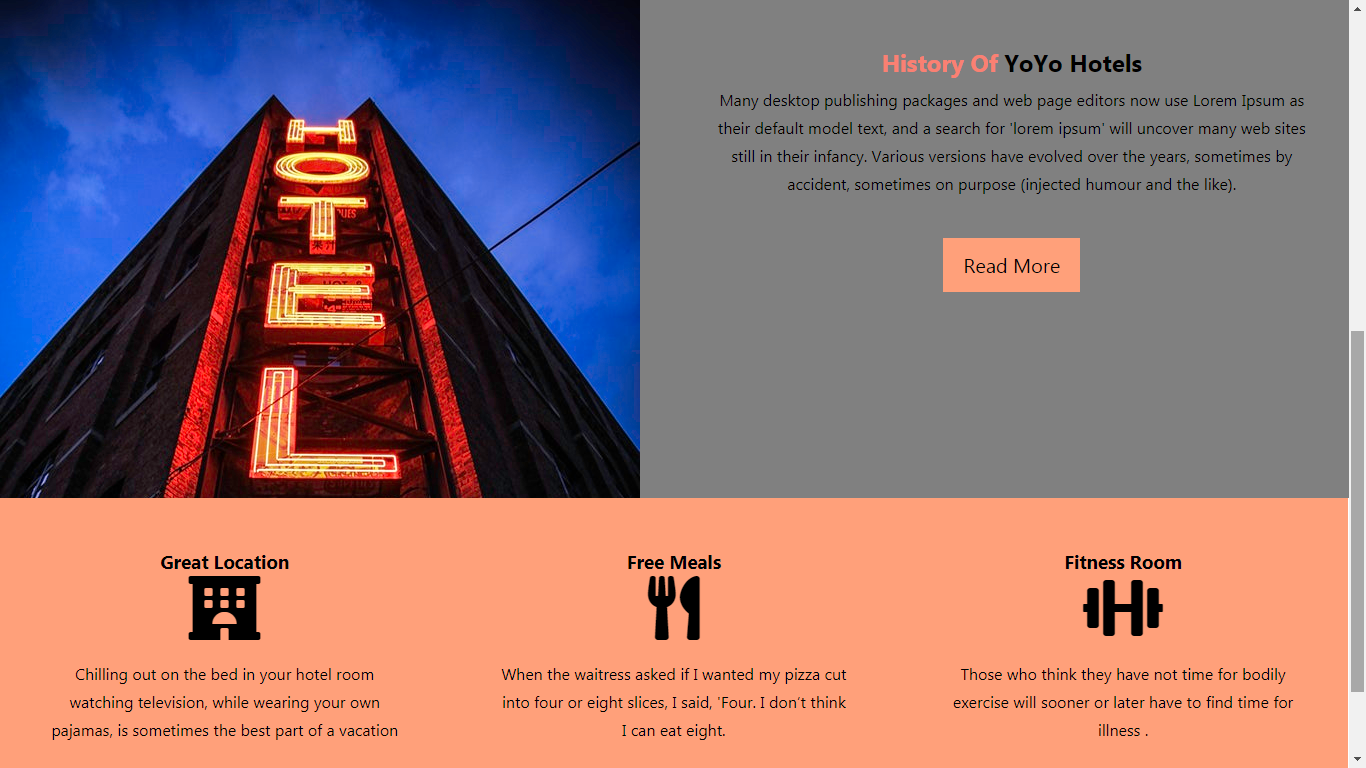 HOTEL
History Of YoYo Hotels
Many desktop publishing packages and web page editors now use Lorem Ipsum as
their default model text, and a search for 'lorem ipsum' will uncover many web sites
still in their infancy. Various versions have evolved over the years, sometimes by
accident, sometimes on purpose (injected humour and the like).
Read More
Great Location
Chilling out on the bed in your hotel room
watching television, while wearing your own
pajamas, is sometimes the best part of a vacation
Free Meals
When the waitress asked if I wanted my pizza cut
into four or eight slices, I said, 'Four. I don’t think
I can eat eight.
Fitness Room
Those who think they have not time for bodily
exercise will sooner or later have to find time for
illness .